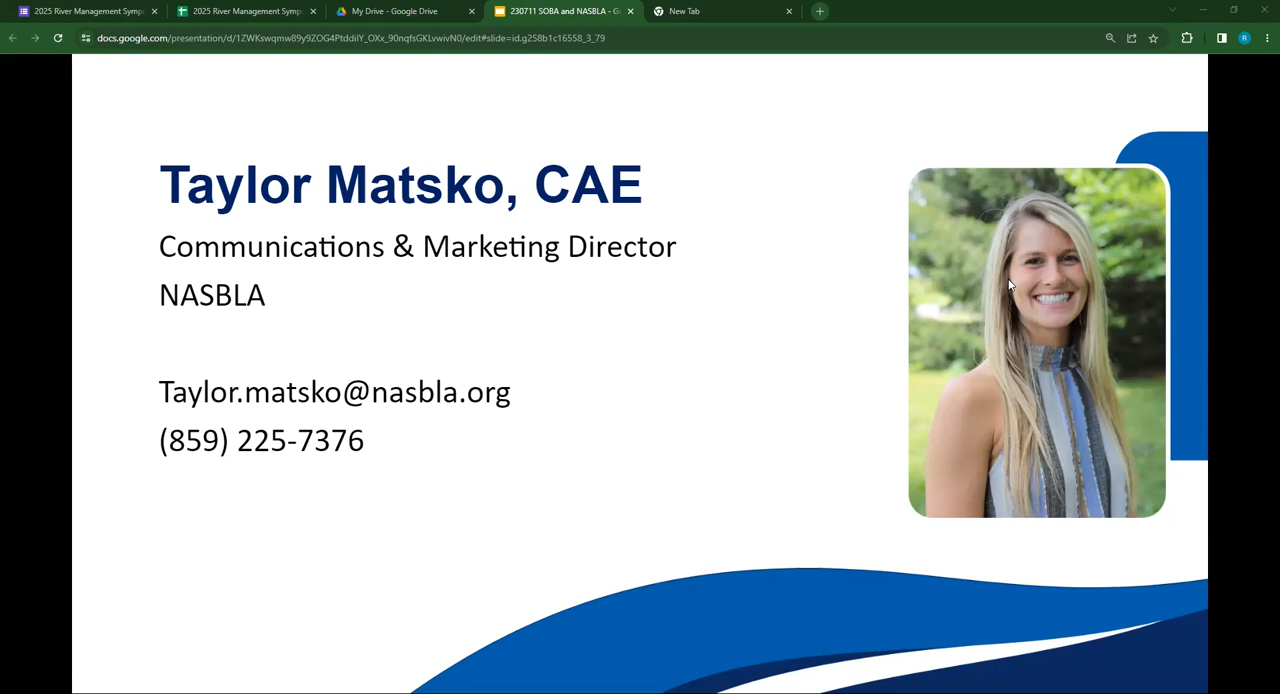 2025 River Management Symp
2025 River Management Symp
My Drive - Google Drive
230711 SOBA and NASBLA - G
New Tab
docs.google.com/presentation/d/1ZWKswqmw89y9ZOG4PtddilY_OXx_90nqfsGKLvwivN0/edit#slide=id.g258b1c16558_3_79
R
Taylor Matsko, CAE
Communications & Marketing Director
NASBLA
Taylor.matsko@nasbla.org
(859) 225-7376